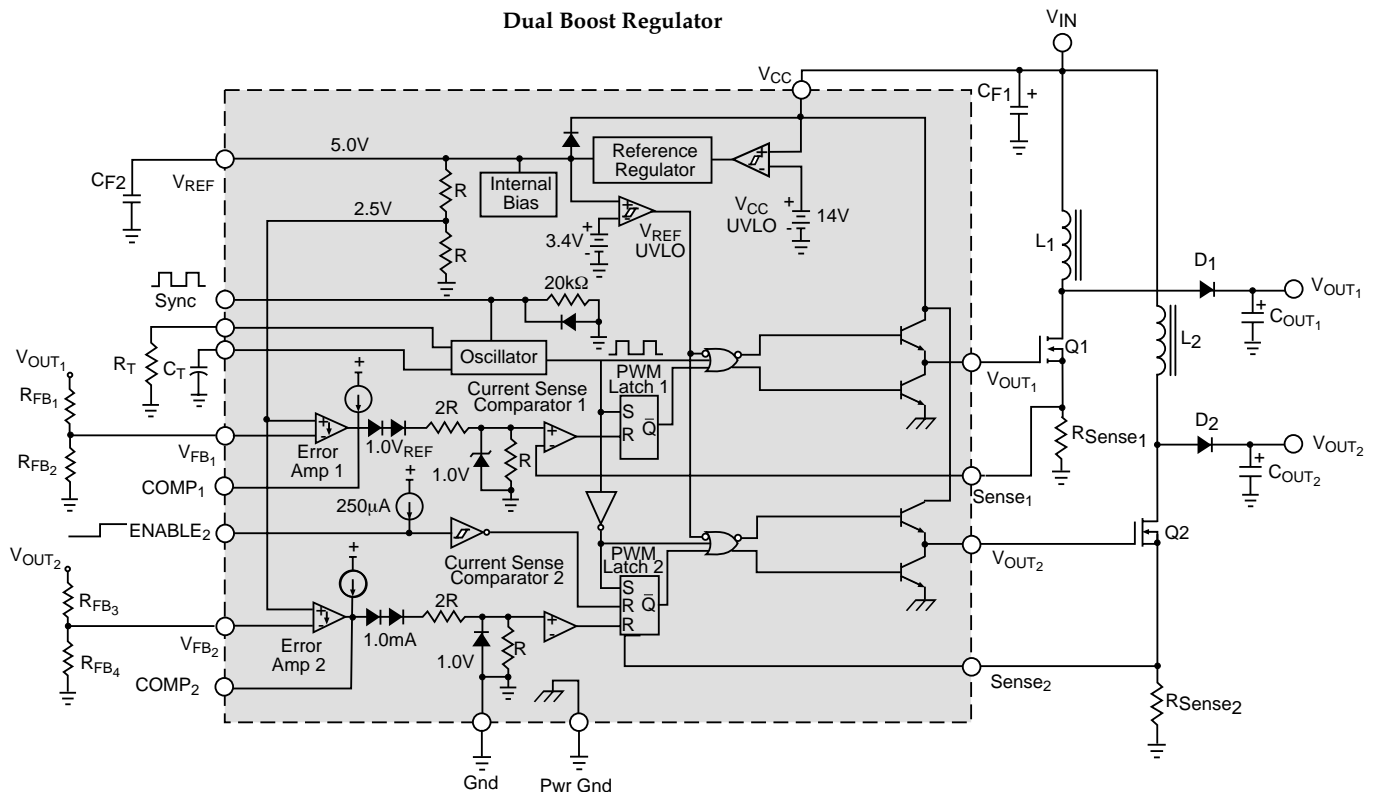 Dual Boost Regulator
VIN
VCC
CF1 +
5.0V
Reference Regulator
CF2
VREF
Internal Bias
R
2.5V
VCC UVLO
+ - 14V
3.4V + -
VREF UVLO
R
L1
D1
VOUT1
COUT1 +
Sync
20kΩ
RT
CT
Oscillator
L2
Q1
VOUT1
VOUT1
RFB1
Current Sense Comparator 1
PWM Latch 1
S
R
Q̄
2R
1.0VREF
R
1.0V
RFB2
VFB1
Error Amp 1
RSense1
D2
VOUT2
COUT2 +
COMP1
Sense1
250µA
ENABLE2
Q2
VOUT2
VOUT2
Current Sense Comparator 2
PWM Latch 2
S
R
R
Q̄
RFB3
2R
1.0mA
R
1.0V
VFB2
Error Amp 2
RFB4
COMP2
Sense2
RSense2
Gnd
Pwr Gnd